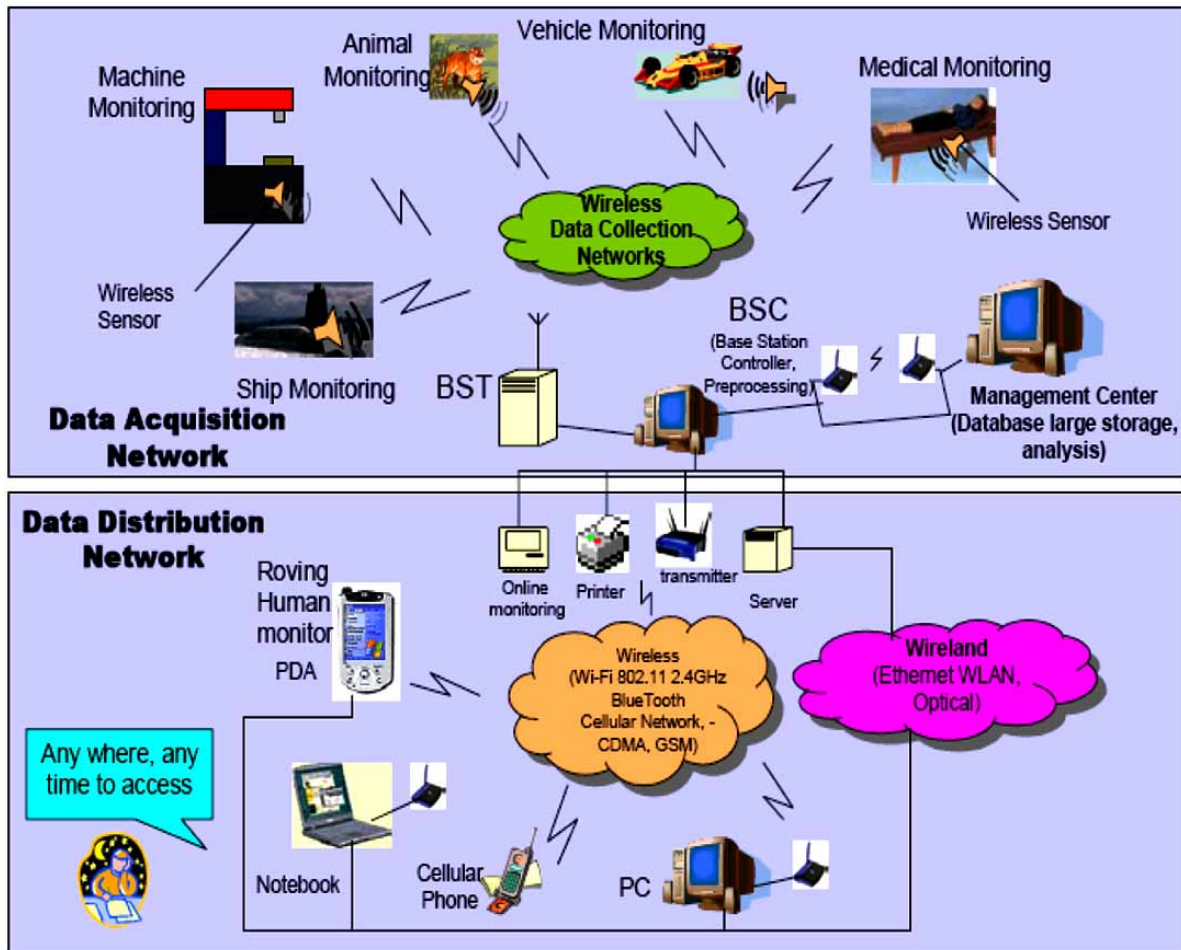 Vehicle Monitoring
Animal
Monitoring
Machine
Monitoring
Medical Monitoring
Wireless
Data Collection
Networks
Wireless Sensor
Wireless
Sensor
Ship Monitoring
BST
BSC
(Base Station
Controller,
Preprocessing)
Management Center
(Database large storage,
analysis)
Data Acquisition
Network
Data Distribution
Network
Online
monitoring
Printer
transmitter
Server
Roving
Human
monitor
PDA
Wireless
(Wi-Fi 802.11 2.4GHz
BlueTooth
Cellular Network, -
CDMA, GSM)
Wireland
(Ethernet WLAN,
Optical)
Any where, any
time to access
Notebook
Cellular
Phone
PC